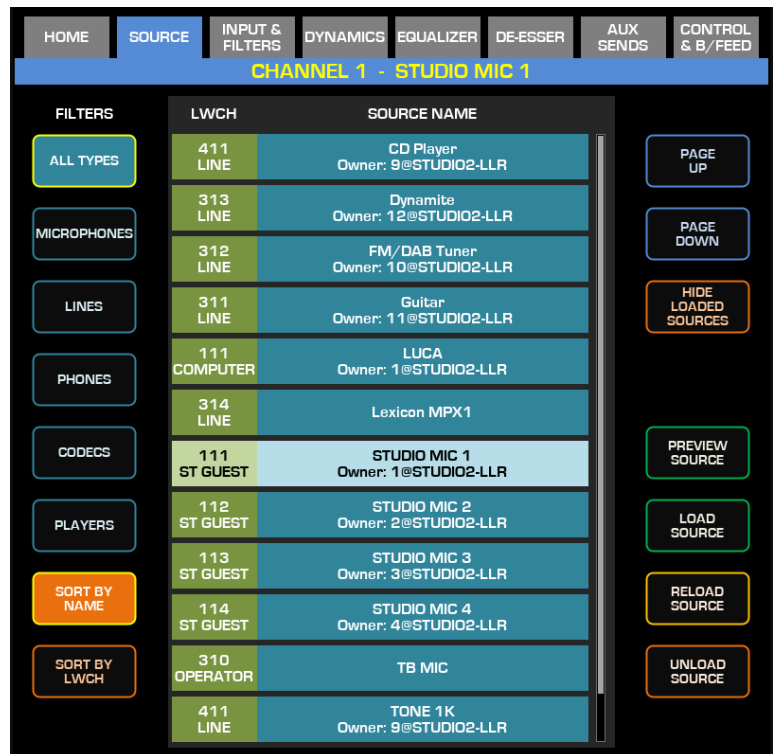 HOME
SOURCE
INPUT &
FILTERS
DYNAMICS
EQUALIZER
DE-ESSER
AUX
SENDS
CONTROL
& B/FEED
CHANNEL 1 - STUDIO MIC 1
FILTERS
ALL TYPES
MICROPHONES
LINES
PHONES
CODECS
PLAYERS
SORT BY
NAME
SORT BY
LWCH
LWCH
SOURCE NAME
411
LINE
CD Player
Owner: 9@STUDIO2-LLR
313
LINE
Dynamite
Owner: 12@STUDIO2-LLR
312
LINE
FM/DAB Tuner
Owner: 10@STUDIO2-LLR
311
LINE
Guitar
Owner: 11@STUDIO2-LLR
111
COMPUTER
LUCA
Owner: 1@STUDIO2-LLR
314
LINE
Lexicon MPX1
111
ST GUEST
STUDIO MIC 1
Owner: 1@STUDIO2-LLR
112
ST GUEST
STUDIO MIC 2
Owner: 2@STUDIO2-LLR
113
ST GUEST
STUDIO MIC 3
Owner: 3@STUDIO2-LLR
114
ST GUEST
STUDIO MIC 4
Owner: 4@STUDIO2-LLR
310
OPERATOR
TB MIC
411
LINE
TONE 1K
Owner: 9@STUDIO2-LLR
PAGE
UP
PAGE
DOWN
HIDE
LOADED
SOURCES
PREVIEW
SOURCE
LOAD
SOURCE
RELOAD
SOURCE
UNLOAD
SOURCE